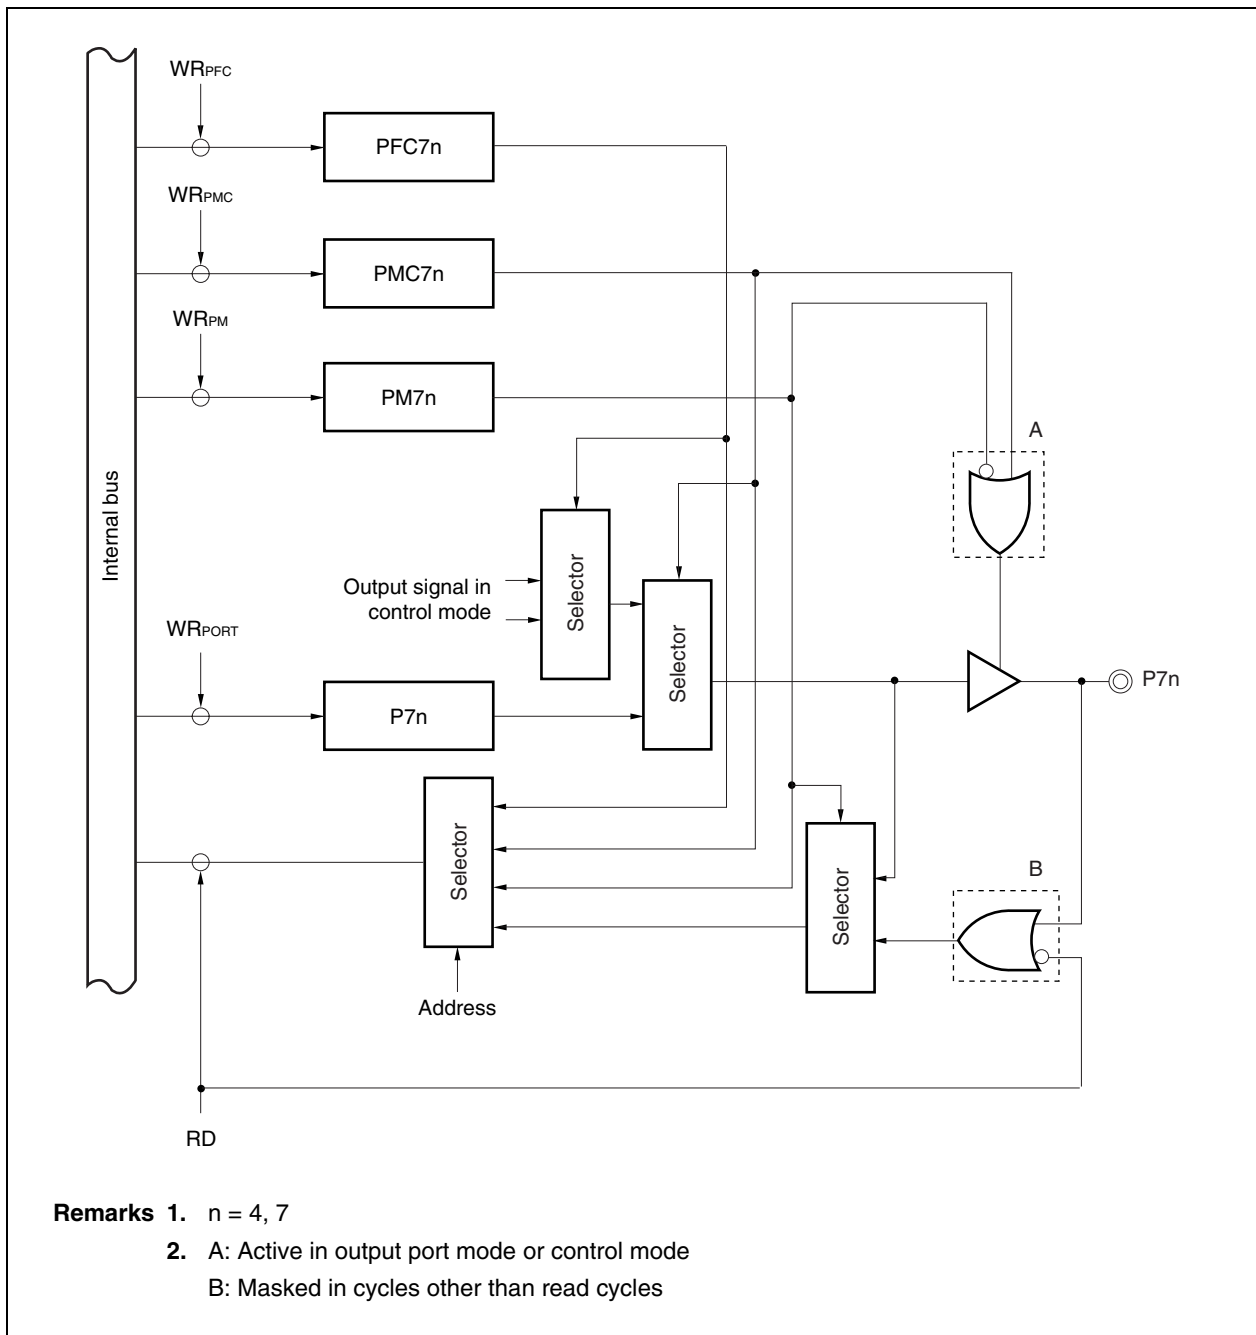 WRPFC
PFC7n
WRPMC
PMC7n
WRPM
PM7n
A
Internal bus
Output signal in
control mode
Selector
Selector
WRPORT
P7n
P7n
Selector
Selector
B
Address
RD
Remarks 1. n = 4, 7
2. A: Active in output port mode or control mode
B: Masked in cycles other than read cycles